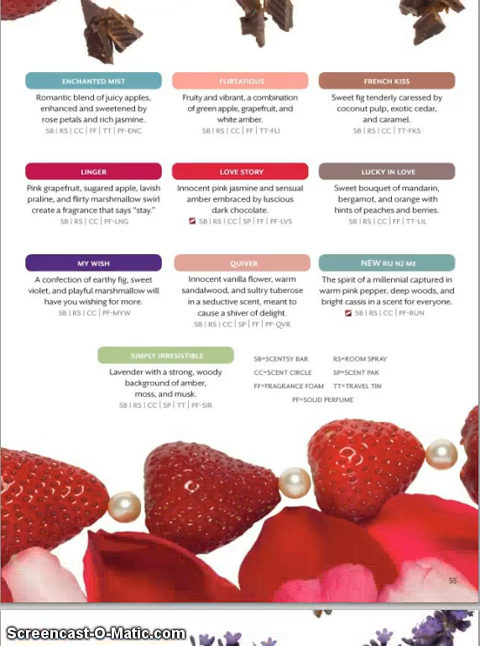 ENCHANTED MIST
Romantic blend of juicy apples,
enhanced and sweetened by
rose petals and rich jasmine.
SB | RS | CC | FF | TT | PF-ENC
FLIRTATIOUS
Fruity and vibrant, a combination
of green apple, grapefruit, and
white amber.
SB | RS | CC | FF | TT-FLI
FRENCH KISS
Sweet fig tenderly caressed by
coconut pulp, exotic cedar,
and caramel.
SB | RS | CC | TT-FKS
LINGER
Pink grapefruit, sugared apple, lavish
praline, and flirty marshmallow swirl
create a fragrance that says "stay."
SB | RS | CC | PF-LNG
LOVE STORY
Innocent pink jasmine and sensual
amber embraced by luscious
dark chocolate.
SB | RS | CC | SP | FF | PF-LVS
LUCKY IN LOVE
Sweet bouquet of mandarin,
bergamot, and orange with
hints of peaches and berries.
SB | RS | CC | FF | TT-LIL
MY WISH
A confection of earthy fig, sweet
violet, and playful marshmallow will
have you wishing for more.
SB | RS | CC | PF-MYW
QUIVER
Innocent vanilla flower, warm
sandalwood, and sultry tuberose
in a seductive scent, meant to
cause a shiver of delight.
SB | RS | CC | SP | FF | PF-QVR
NEW RU N2 ME
The spirit of a millennial captured in
warm pink pepper, deep woods, and
bright cassis in a scent for everyone.
SB | RS | CC | SP | PF-RUN
SIMPLY IRRESISTIBLE
Lavender with a strong, woody
background of amber,
moss, and musk.
SB | RS | CC | SP | TT | PF-SIR
SB=SCENTSY BAR RS=ROOM SPRAY
CC=SCENT CIRCLE SP=SCENT PAK
FF=FRAGRANCE FOAM TT=TRAVEL TIN
PF=SOLID PERFUME
55
Screencast-O-Matic.com